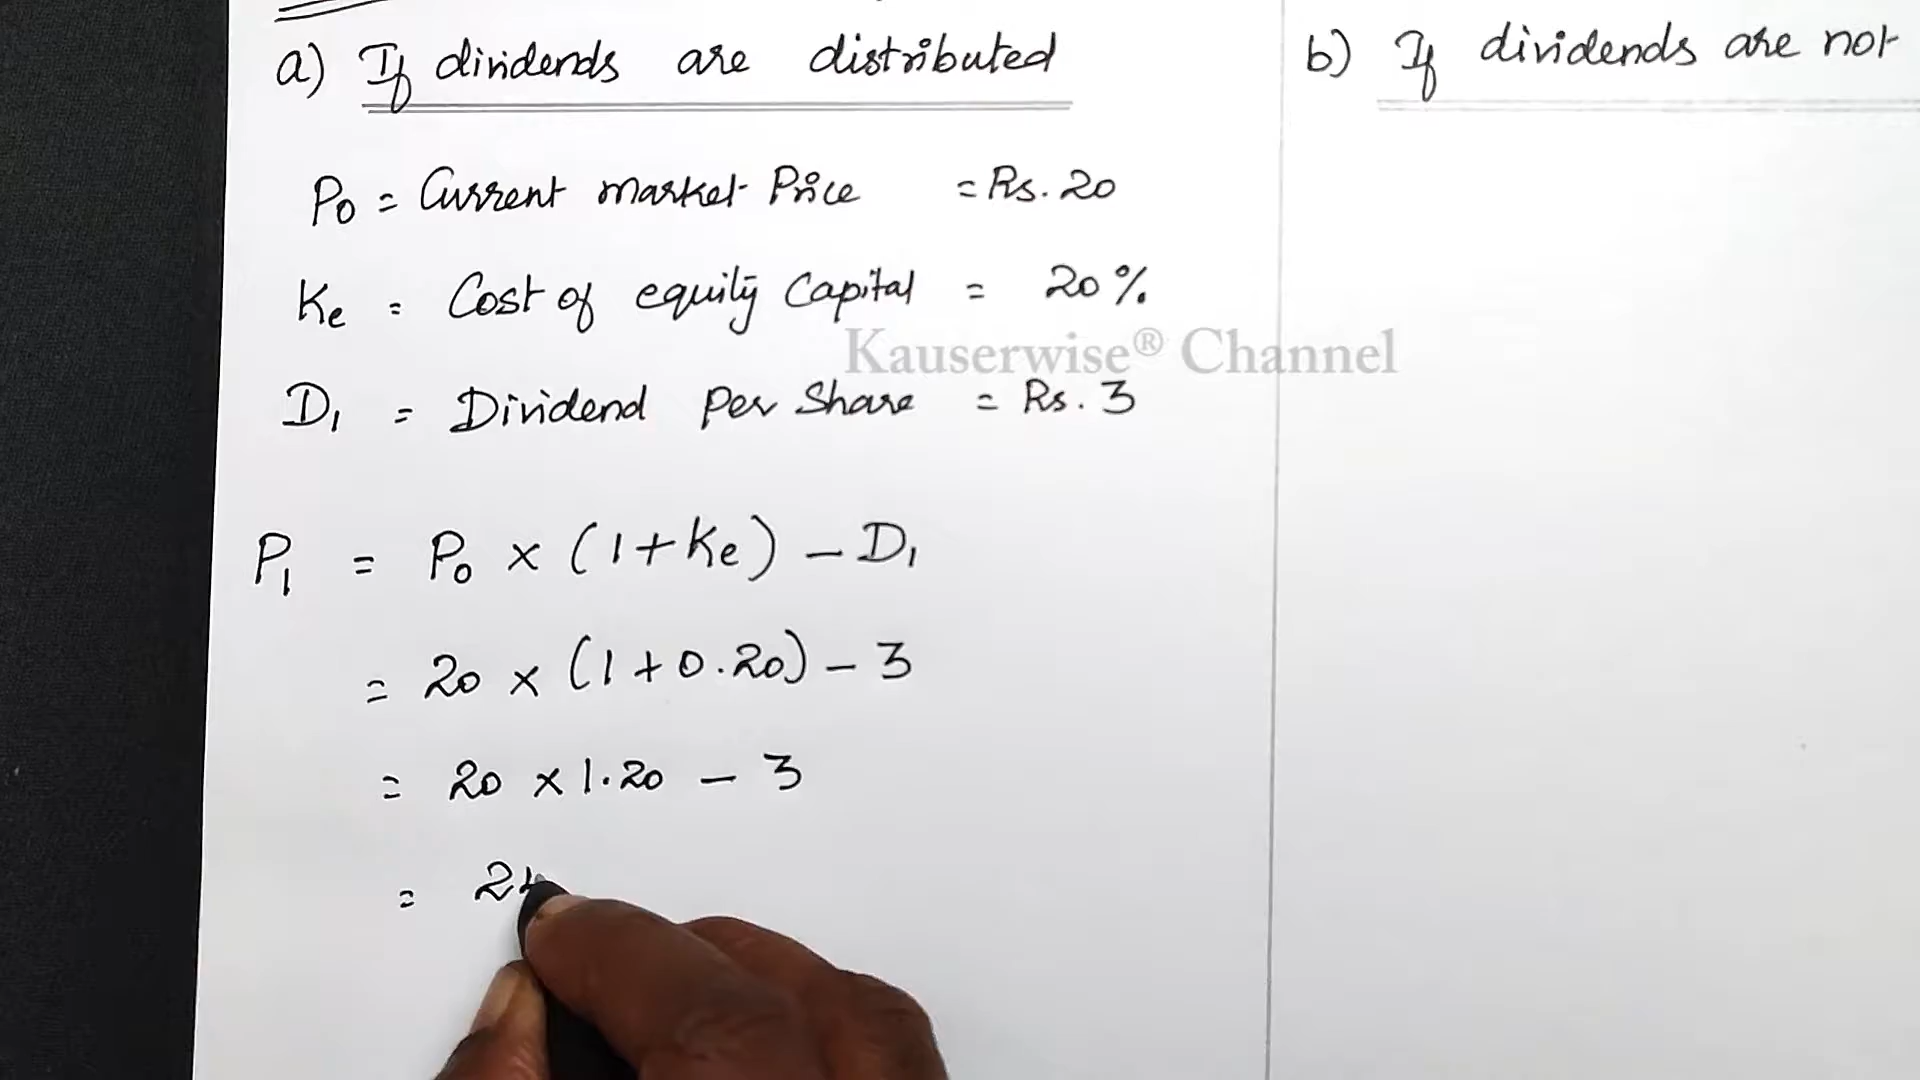 a) If dividends are distributed
P0 = Current market Price = Rs. 20
Ke = Cost of equity Capital = 20%
D1 = Dividend Per Share = Rs. 3
P1 = P0 × (1+Ke) – D1
= 20 × (1+0.20) – 3
= 20 × 1.20 – 3
= 24
b) If dividends are not
Kauserwise® Channel